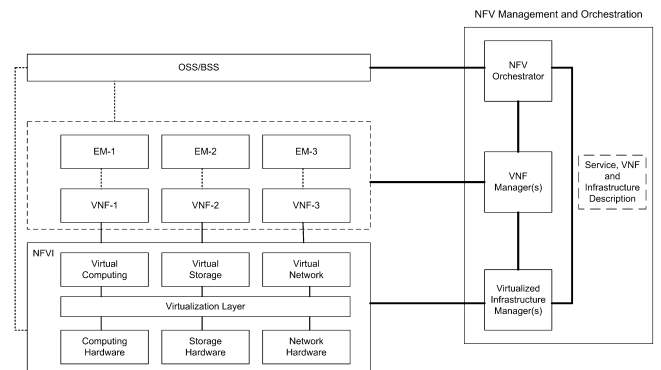 NFV Management and Orchestration
OSS/BSS
NFV
Orchestrator
EM-1
EM-2
EM-3
VNF
Manager(s)
Service, VNF
and
Infrastructure
Description
VNF-1
VNF-2
VNF-3
NFVI
Virtual
Computing
Virtual
Storage
Virtual
Network
Virtualization Layer
Virtualized
Infrastructure
Manager(s)
Computing
Hardware
Storage
Hardware
Network
Hardware